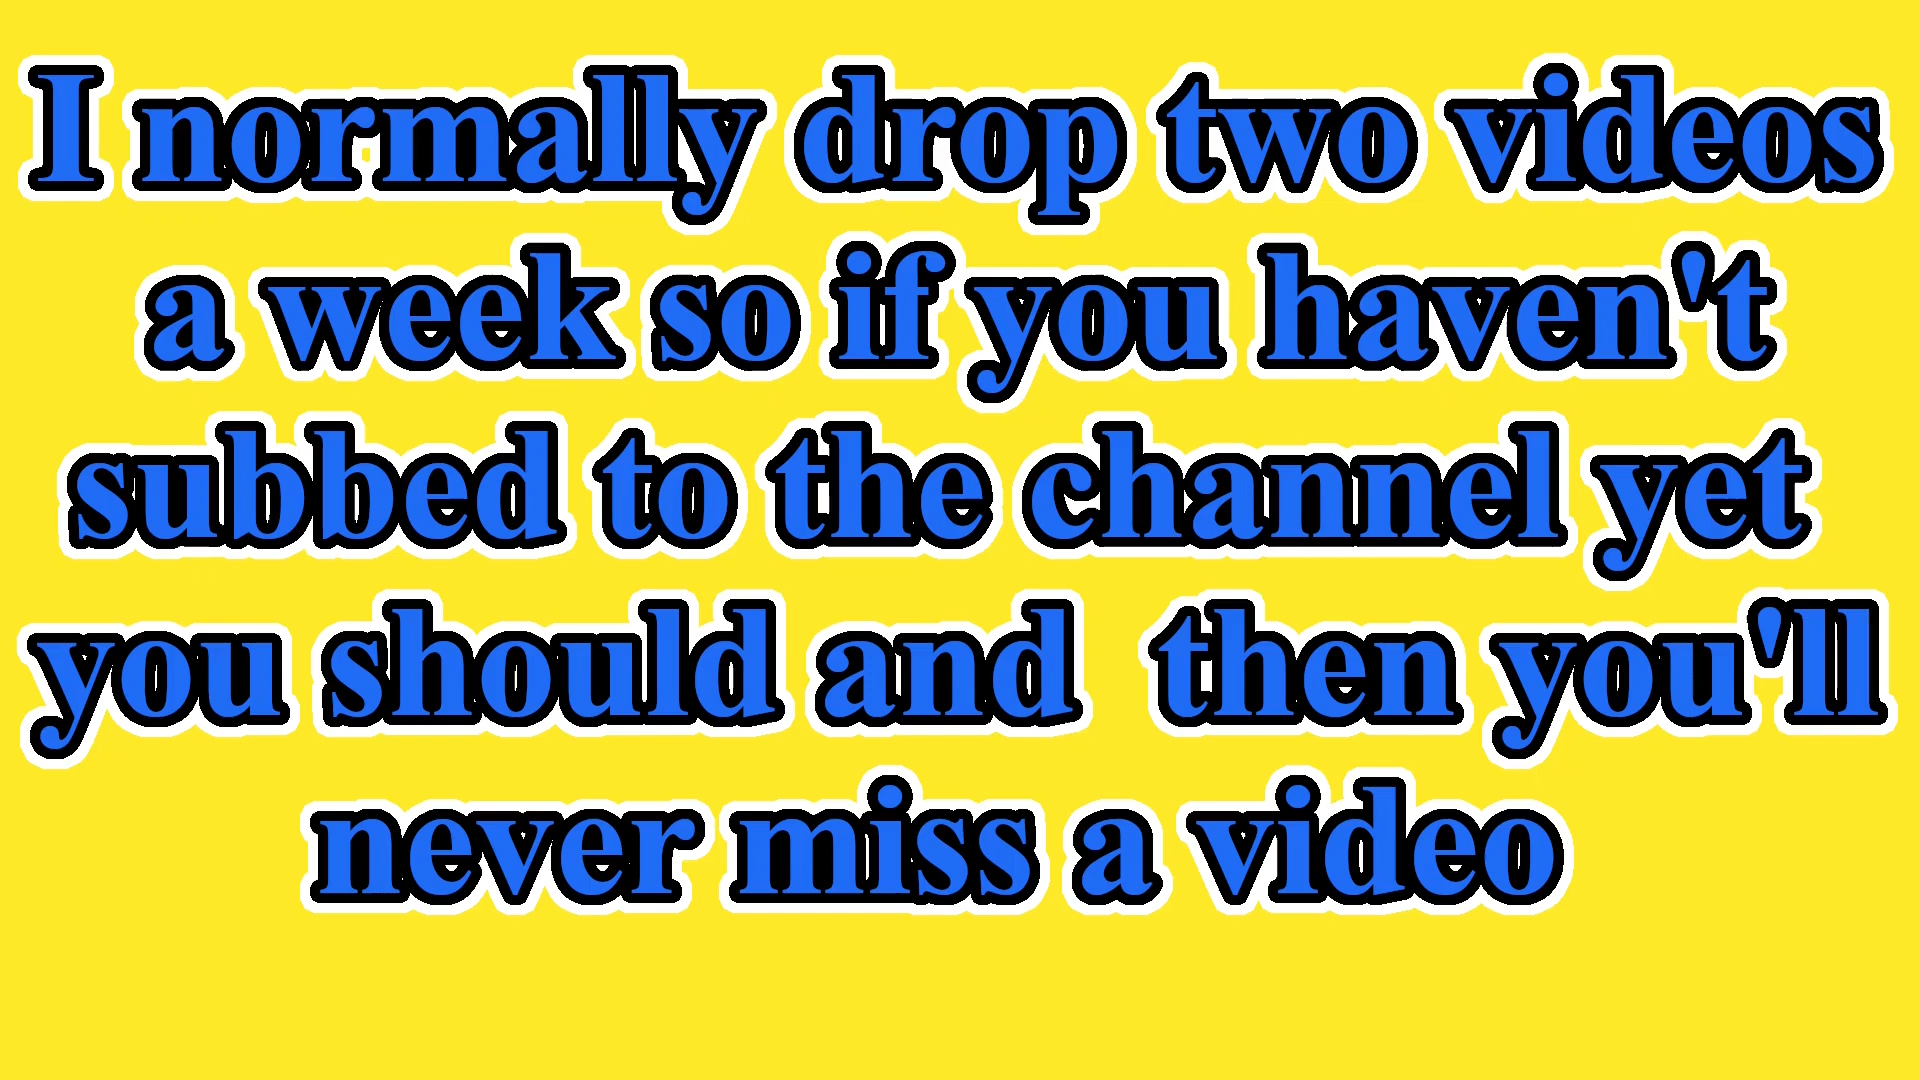 I normally drop two videos
a week so if you haven't
subbed to the channel yet
you should and  then you'll
never miss a video